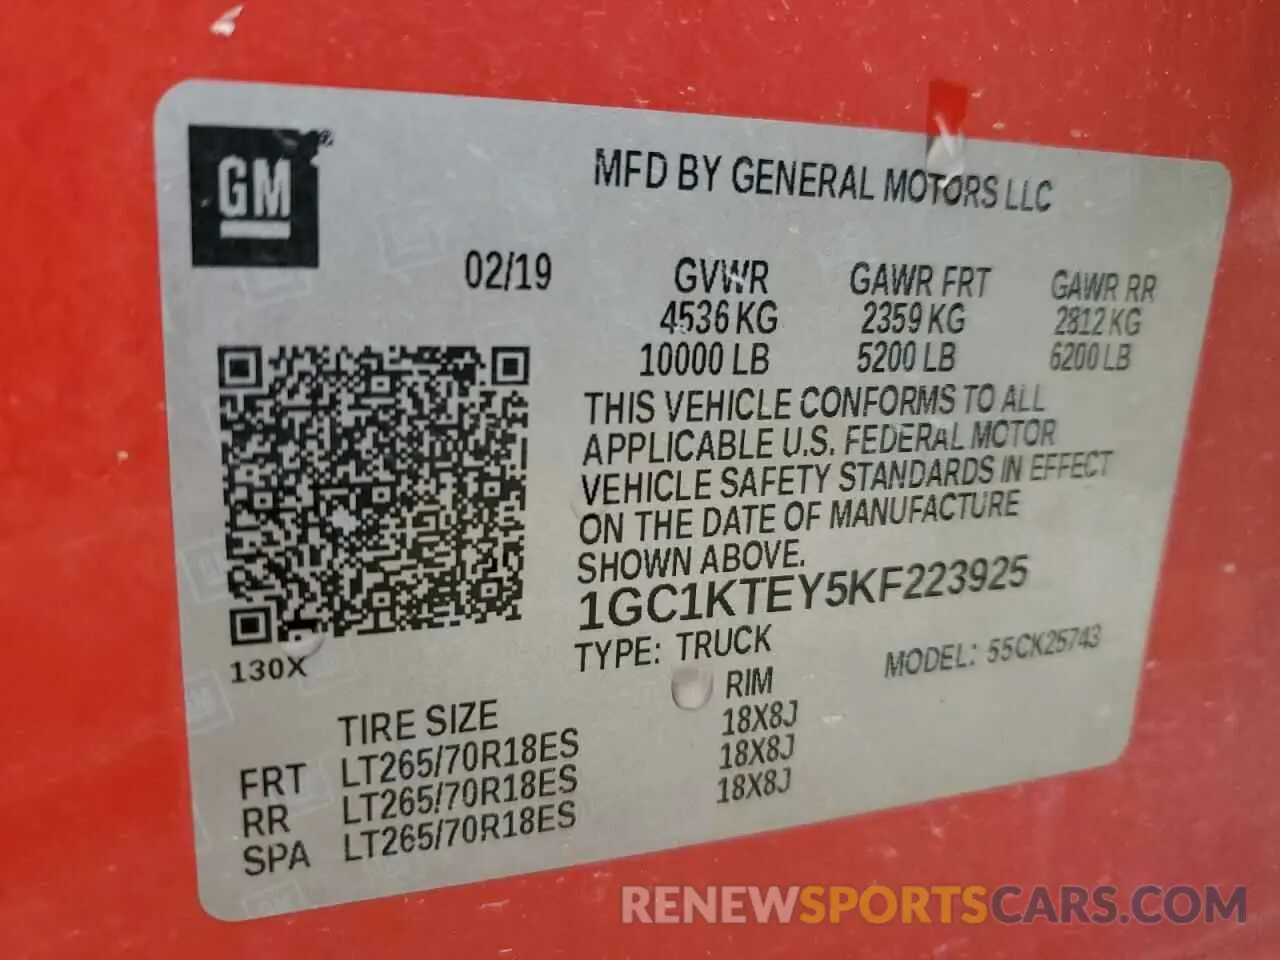 GM
MFD BY GENERAL MOTORS LLC
02/19
GVWR GAWR FRT GAWR RR
4536 KG 2359 KG 2812 KG
10000 LB 5200 LB 6200 LB
THIS VEHICLE CONFORMS TO ALL
APPLICABLE U.S. FEDERAL MOTOR
VEHICLE SAFETY STANDARDS IN EFFECT
ON THE DATE OF MANUFACTURE
SHOWN ABOVE.
1GC1KTEY5KF223925
TYPE: TRUCK MODEL: 55CK25743
130X
TIRE SIZE RIM
FRT LT265/70R18ES 18X8J
RR LT265/70R18ES 18X8J
SPA LT265/70R18ES 18X8J
RENEWSPORTSCARS.COM